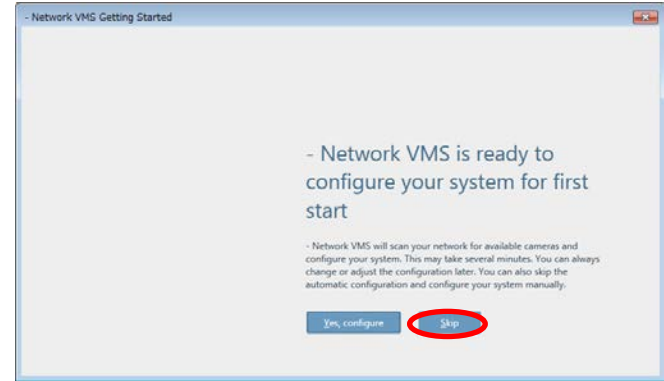 - Network VMS Getting Started
- Network VMS is ready to
configure your system for first
start
- Network VMS will scan your network for available cameras and
configure your system. This may take several minutes. You can always
change or adjust the configuration later. You can also skip the
automatic configuration and configure your system manually.
Yes, configure
Skip